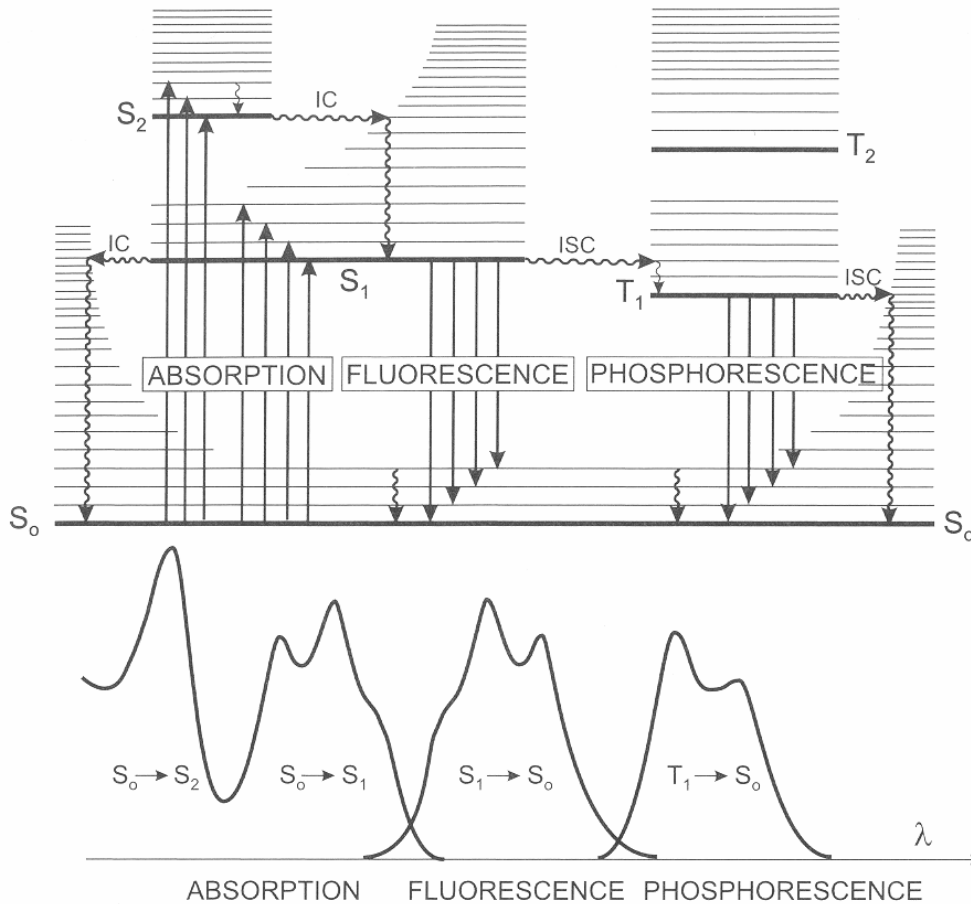 IC
S₂
T₂
IC
ISC
S₁
T₁
ISC
ABSORPTION
FLUORESCENCE
PHOSPHORESCENCE
Sₒ
Sₒ
Sₒ → S₂
Sₒ → S₁
S₁ → Sₒ
T₁ → Sₒ
λ
ABSORPTION
FLUORESCENCE
PHOSPHORESCENCE